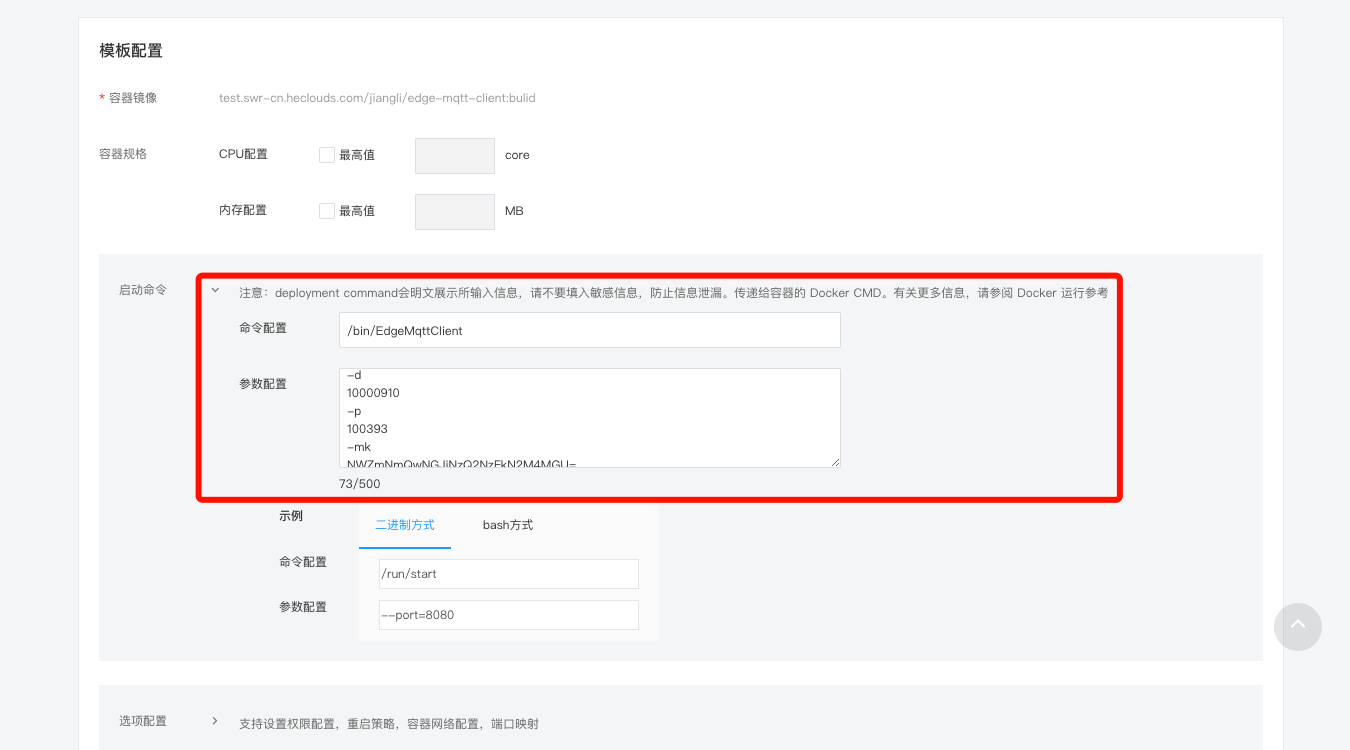 模板配置
* 容器镜像 test.swr-cn.heclouds.com/jiangli/edge-mqtt-client:bulid
容器规格 CPU配置 最高值 core
内存配置 最高值 MB
启动命令 注意：deployment command会明文展示所输入信息，请不要填入敏感信息，防止信息泄漏。传递给容器的 Docker CMD。有关更多信息，请参阅 Docker 运行参考
命令配置 /bin/EdgeMqttClient
参数配置 -d
10000910
-p
100393
-mk
73/500
示例 二进制方式 bash方式
命令配置 /run/start
参数配置 --port=8080
选项配置 支持设置权限配置，重启策略，容器网络配置，端口映射